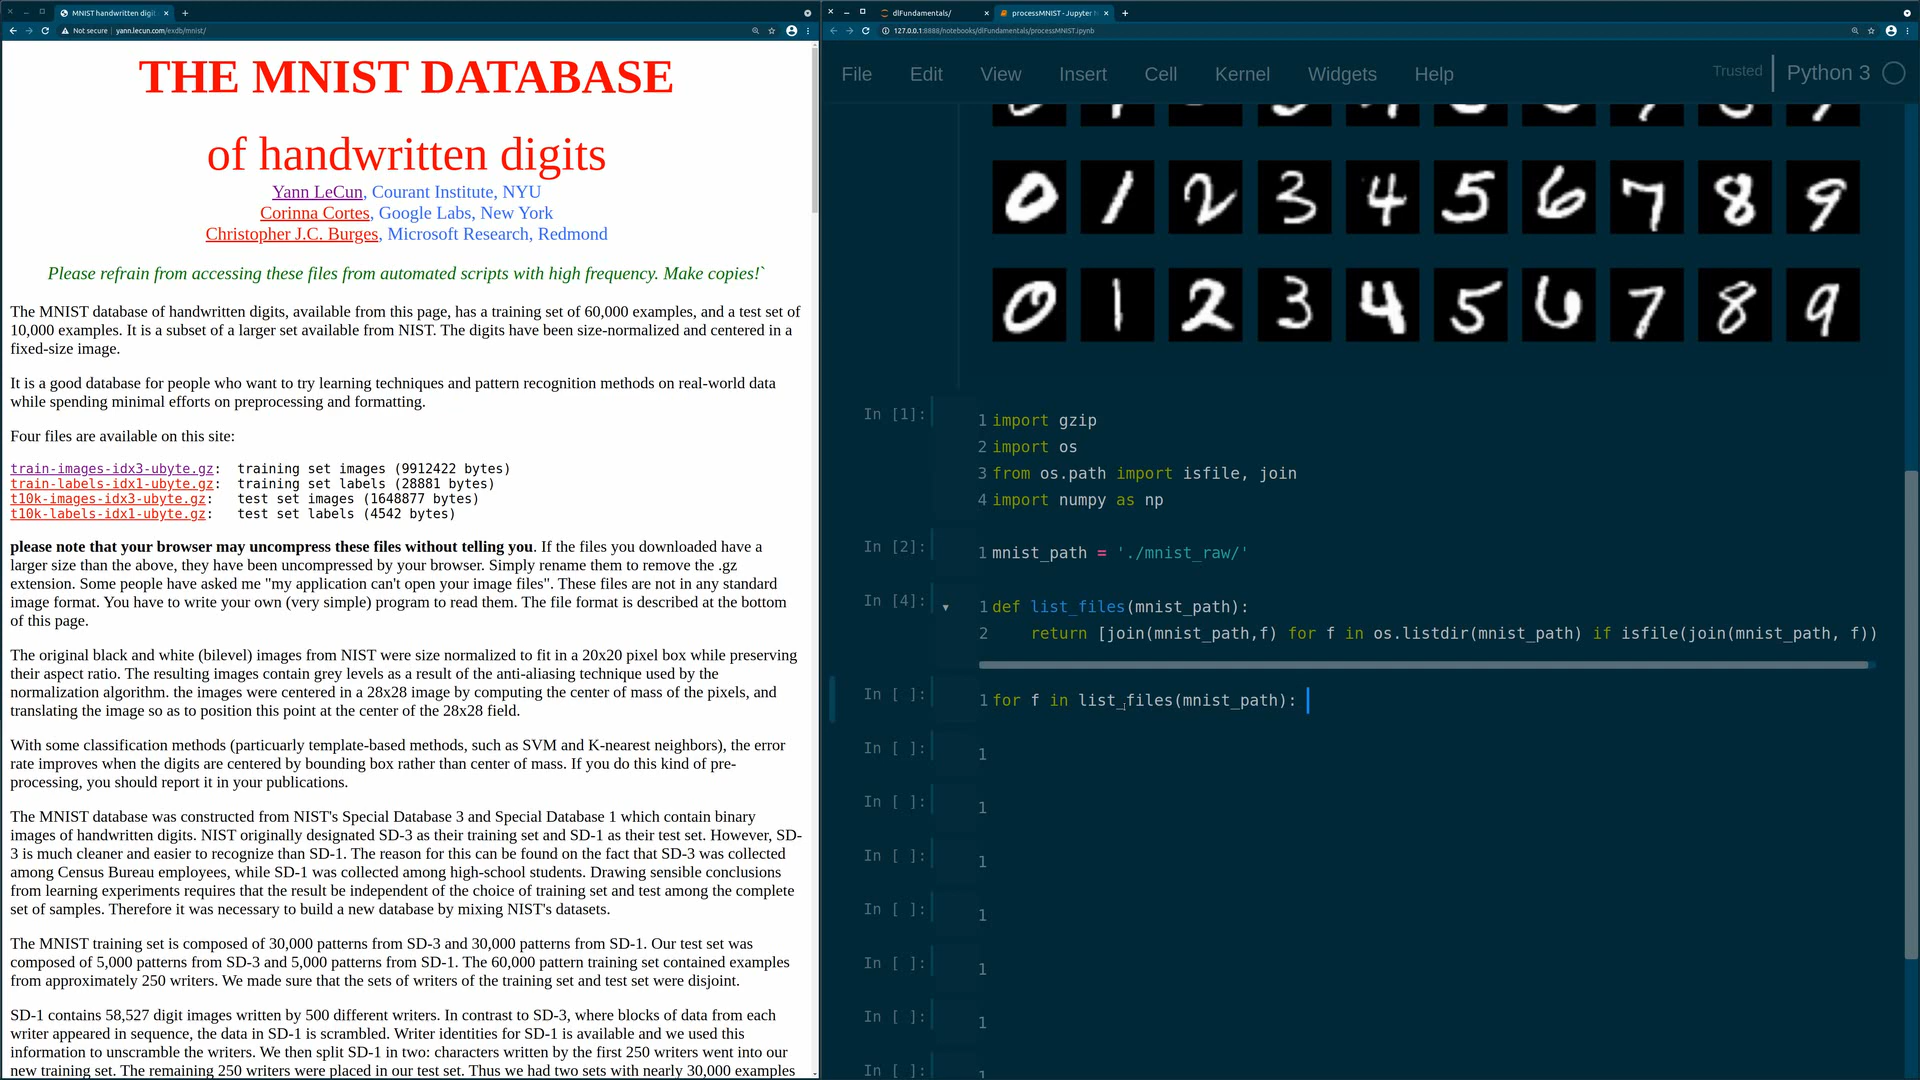 MNIST handwritten digi
Not secure
yann.lecun.com/exdb/mnist/
THE MNIST DATABASE
of handwritten digits
Yann LeCun, Courant Institute, NYU
Corinna Cortes, Google Labs, New York
Christopher J.C. Burges, Microsoft Research, Redmond
Please refrain from accessing these files from automated scripts with high frequency. Make copies!`
The MNIST database of handwritten digits, available from this page, has a training set of 60,000 examples, and a test set of
10,000 examples. It is a subset of a larger set available from NIST. The digits have been size-normalized and centered in a
fixed-size image.
It is a good database for people who want to try learning techniques and pattern recognition methods on real-world data
while spending minimal efforts on preprocessing and formatting.
Four files are available on this site:
train-images-idx3-ubyte.gz: training set images (9912422 bytes)
train-labels-idx1-ubyte.gz: training set labels (28881 bytes)
t10k-images-idx3-ubyte.gz: test set images (1648877 bytes)
t10k-labels-idx1-ubyte.gz: test set labels (4542 bytes)
please note that your browser may uncompress these files without telling you. If the files you downloaded have a
larger size than the above, they have been uncompressed by your browser. Simply rename them to remove the .gz
extension. Some people have asked me "my application can't open your image files". These files are not in any standard
image format. You have to write your own (very simple) program to read them. The file format is described at the bottom
of this page.
The original black and white (bilevel) images from NIST were size normalized to fit in a 20x20 pixel box while preserving
their aspect ratio. The resulting images contain grey levels as a result of the anti-aliasing technique used by the
normalization algorithm. the images were centered in a 28x28 image by computing the center of mass of the pixels, and
translating the image so as to position this point at the center of the 28x28 field.
With some classification methods (particuarly template-based methods, such as SVM and K-nearest neighbors), the error
rate improves when the digits are centered by bounding box rather than center of mass. If you do this kind of pre-
processing, you should report it in your publications.
The MNIST database was constructed from NIST's Special Database 3 and Special Database 1 which contain binary
images of handwritten digits. NIST originally designated SD-3 as their training set and SD-1 as their test set. However, SD-
3 is much cleaner and easier to recognize than SD-1. The reason for this can be found on the fact that SD-3 was collected
among Census Bureau employees, while SD-1 was collected among high-school students. Drawing sensible conclusions
from learning experiments requires that the result be independent of the choice of training set and test among the complete
set of samples. Therefore it was necessary to build a new database by mixing NIST's datasets.
The MNIST training set is composed of 30,000 patterns from SD-3 and 30,000 patterns from SD-1. Our test set was
composed of 5,000 patterns from SD-3 and 5,000 patterns from SD-1. The 60,000 pattern training set contained examples
from approximately 250 writers. We made sure that the sets of writers of the training set and test set were disjoint.
SD-1 contains 58,527 digit images written by 500 different writers. In contrast to SD-3, where blocks of data from each
writer appeared in sequence, the data in SD-1 is scrambled. Writer identities for SD-1 is available and we used this
information to unscramble the writers. We then split SD-1 in two: characters written by the first 250 writers went into our
new training set. The remaining 250 writers were placed in our test set. Thus we had two sets with nearly 30,000 examples
dlFundamentals/
processMNIST - Jupyter N
127.0.0.1:8888/notebooks/dlFundamentals/processMNIST.ipynb
File Edit View Insert Cell Kernel Widgets Help
Trusted
Python 3
0 1 2 3 4 5 6 7 8 9
0 1 2 3 4 5 6 7 8 9
In [1]:
1 import gzip
2 import os
3 from os.path import isfile, join
4 import numpy as np
In [2]:
1 mnist_path = './mnist_raw/'
In [4]:
1 def list_files(mnist_path):
2 return [join(mnist_path,f) for f in os.listdir(mnist_path) if isfile(join(mnist_path, f))
In [ ]:
1 for f in list_files(mnist_path):
In [ ]: 1
In [ ]: 1
In [ ]: 1
In [ ]: 1
In [ ]: 1
In [ ]: 1
In [ ]: 1